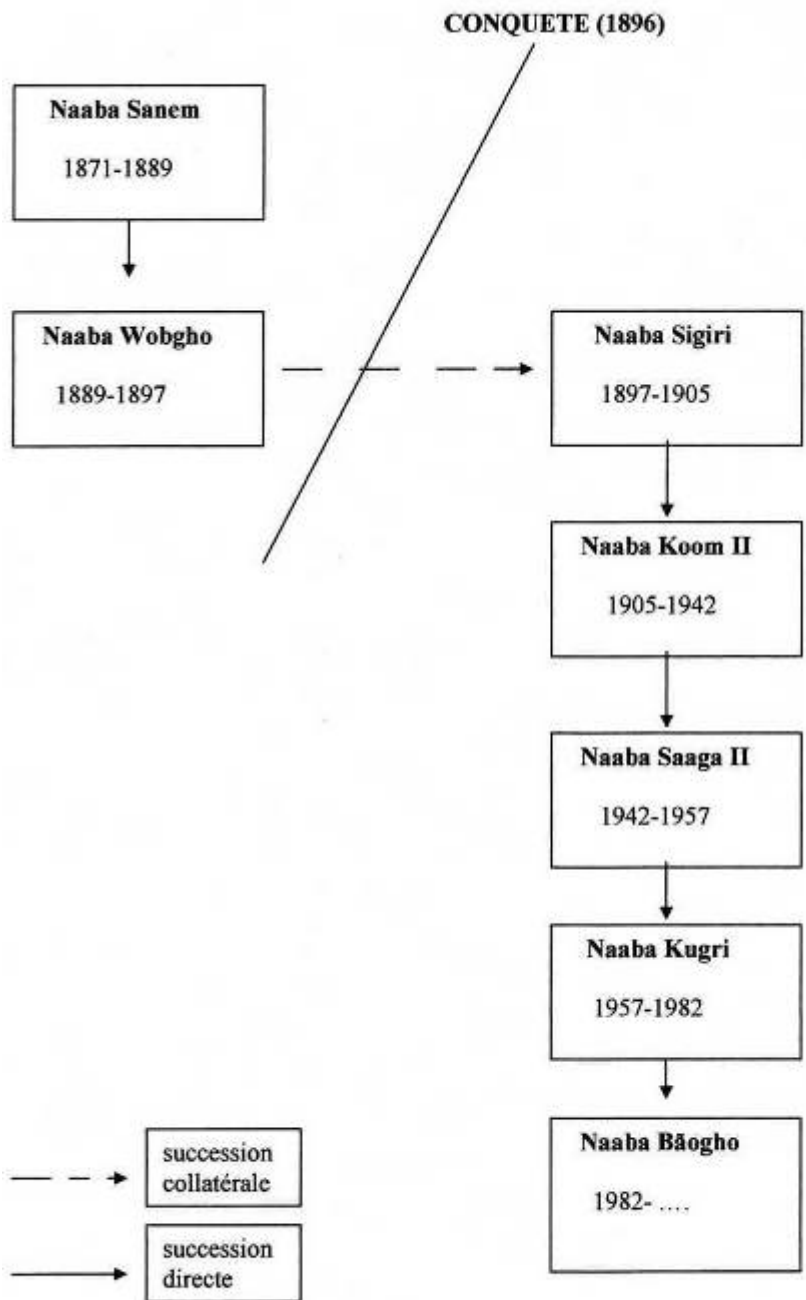 CONQUETE (1896)
Naaba Sanem
1871-1889
Naaba Wobgho
1889-1897
Naaba Sigiri
1897-1905
Naaba Koom II
1905-1942
Naaba Saaga II
1942-1957
Naaba Kugri
1957-1982
Naaba Bãogho
1982- ....
succession
collatérale
succession
directe